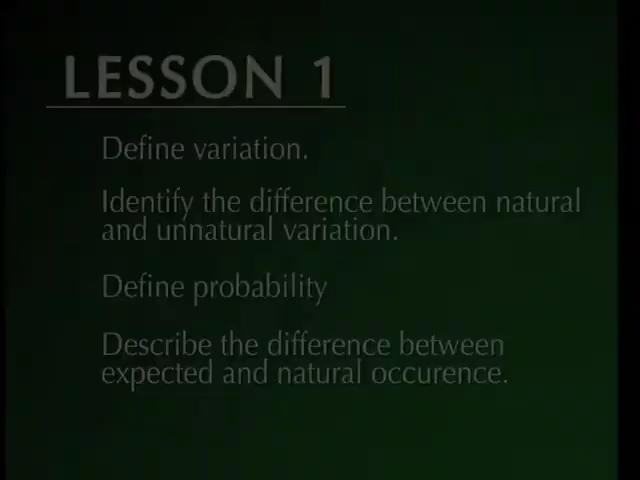 LESSON 1
Define variation.
Identify the difference between natural
and unnatural variation.
Define probability
Describe the difference between
expected and natural occurence.